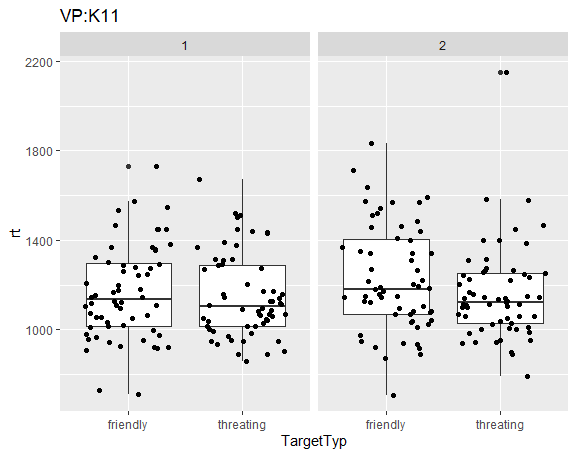 VP:K11
1 2
2200
1800
1400
1000
rt
friendly threating friendly threating
TargetTyp